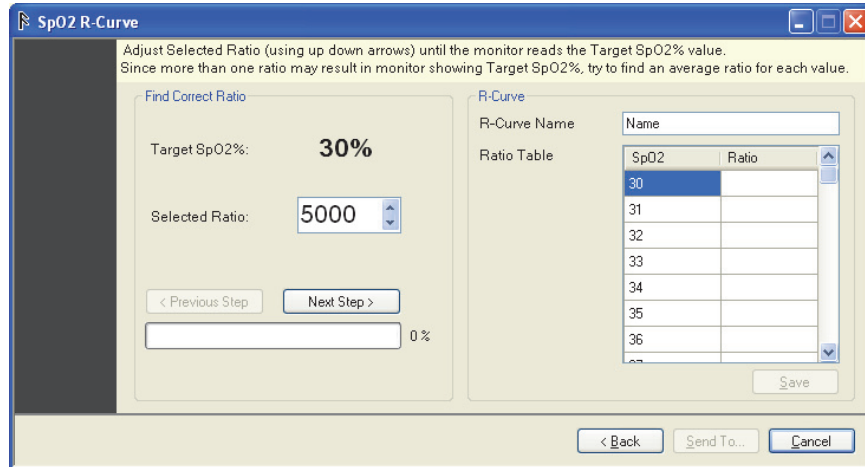 SpO2 R-Curve
Adjust Selected Ratio (using up down arrows) until the monitor reads the Target SpO2% value.
Since more than one ratio may result in monitor showing Target SpO2%, try to find an average ratio for each value.
Find Correct Ratio
Target SpO2%: 30%
Selected Ratio: 5000
< Previous Step Next Step >
0 %
R-Curve
R-Curve Name Name
Ratio Table SpO2 Ratio
30
31
32
33
34
35
36
Save
< Back Send To... Cancel